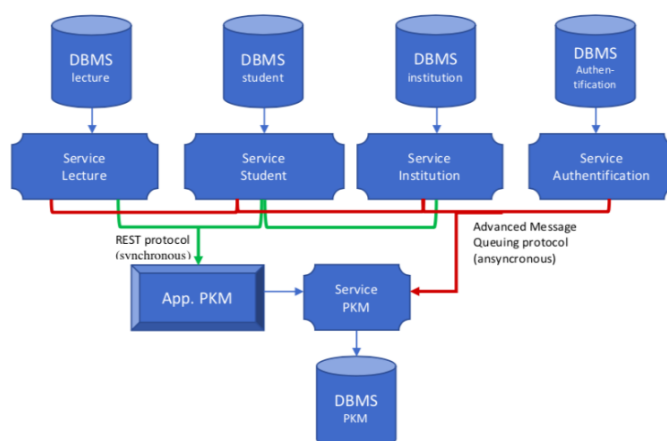 DBMS
lecture
DBMS
student
DBMS
institution
DBMS
Authen-
tification
Service
Lecture
Service
Student
Service
Institution
Service
Authentification
REST protocol
(synchronous)
Advanced Message
Queuing protocol
(ansyncronous)
App. PKM
Service
PKM
DBMS
PKM